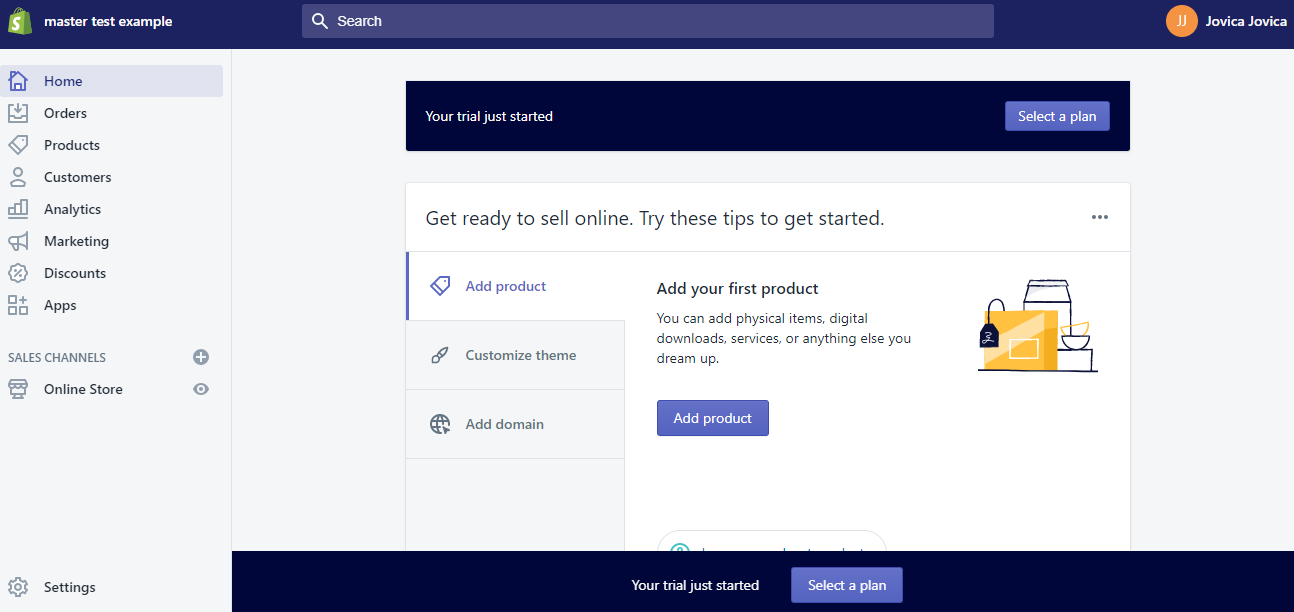 master test example
Search
JJ
Jovica Jovica
Home
Orders
Products
Customers
Analytics
Marketing
Discounts
Apps
SALES CHANNELS
Online Store
Settings
Your trial just started
Select a plan
Get ready to sell online. Try these tips to get started.
Add product
Customize theme
Add domain
Add your first product
You can add physical items, digital
downloads, services, or anything else you
dream up.
Add product
Your trial just started
Select a plan